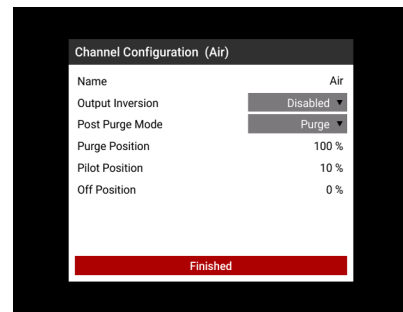 Channel Configuration (Air)
Name Air
Output Inversion Disabled
Post Purge Mode Purge
Purge Position 100 %
Pilot Position 10 %
Off Position 0 %
Finished